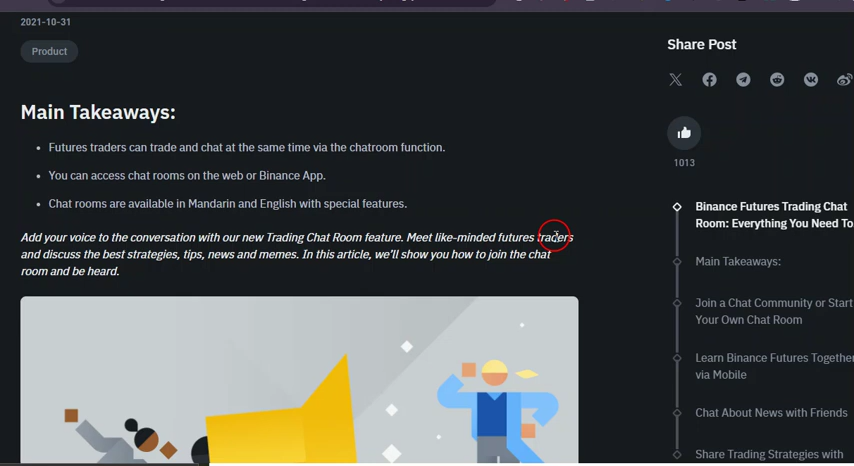 2021-10-31
Product
Main Takeaways:
Futures traders can trade and chat at the same time via the chatroom function.
You can access chat rooms on the web or Binance App.
Chat rooms are available in Mandarin and English with special features.
Add your voice to the conversation with our new Trading Chat Room feature. Meet like-minded futures traders
and discuss the best strategies, tips, news and memes. In this article, we'll show you how to join the chat
room and be heard.
Share Post
1013
Binance Futures Trading Chat
Room: Everything You Need To
Main Takeaways:
Join a Chat Community or Start
Your Own Chat Room
Learn Binance Futures Together
via Mobile
Chat About News with Friends
Share Trading Strategies with